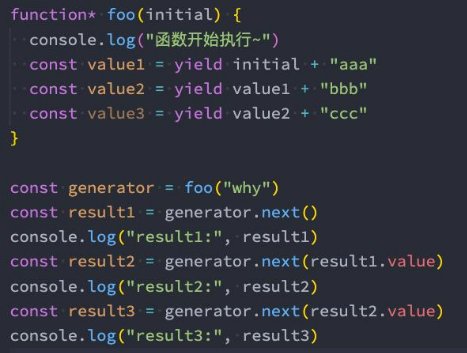 function* foo(initial) {
  console.log("函数开始执行~")
  const value1 = yield initial + "aaa"
  const value2 = yield value1 + "bbb"
  const value3 = yield value2 + "ccc"
}

const generator = foo("why")
const result1 = generator.next()
console.log("result1:", result1)
const result2 = generator.next(result1.value)
console.log("result2:", result2)
const result3 = generator.next(result2.value)
console.log("result3:", result3)